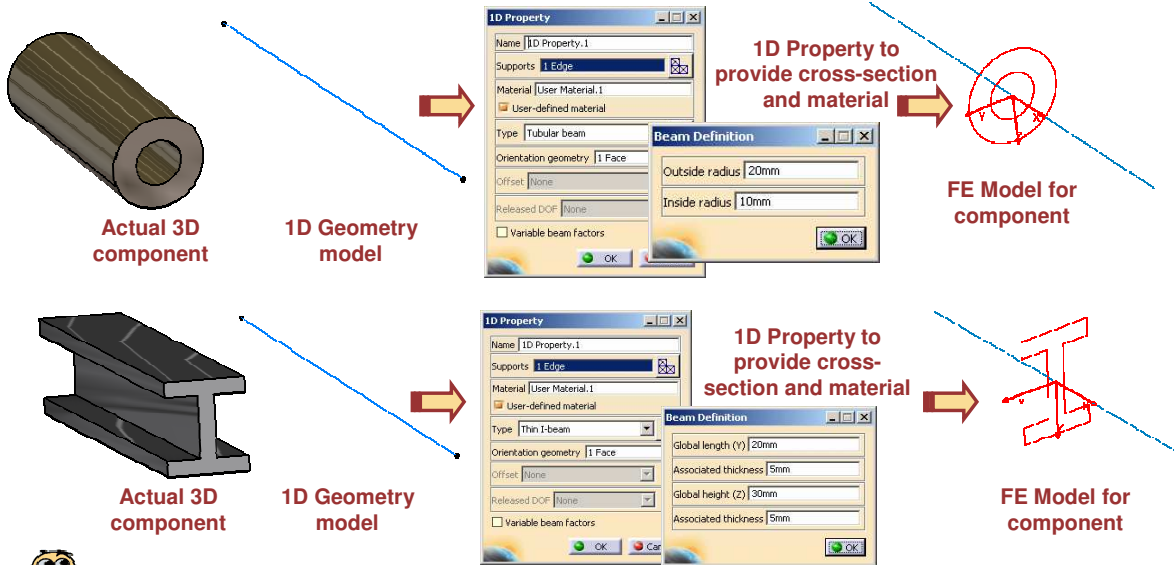 1D Property
Name 1D Property.1
Supports 1 Edge
Material User Material.1
User-defined material
Type Tubular beam
Orientation geometry 1 Face
Offset None
Released DOF None
Variable beam factors
OK
Beam Definition
Outside radius 20mm
Inside radius 10mm
OK
1D Property to
provide cross-section
and material
Y
X
Actual 3D
component
1D Geometry
model
FE Model for
component
1D Property
Name 1D Property.1
Supports 1 Edge
Material User Material.1
User-defined material
Type Thin I-beam
Orientation geometry 1 Face
Offset None
Released DOF None
Variable beam factors
OK
Beam Definition
Global length (Y) 20mm
Associated thickness 5mm
Global height (Z) 30mm
Associated thickness 5mm
OK
1D Property to
provide cross-
section and material
Actual 3D
component
1D Geometry
model
FE Model for
component